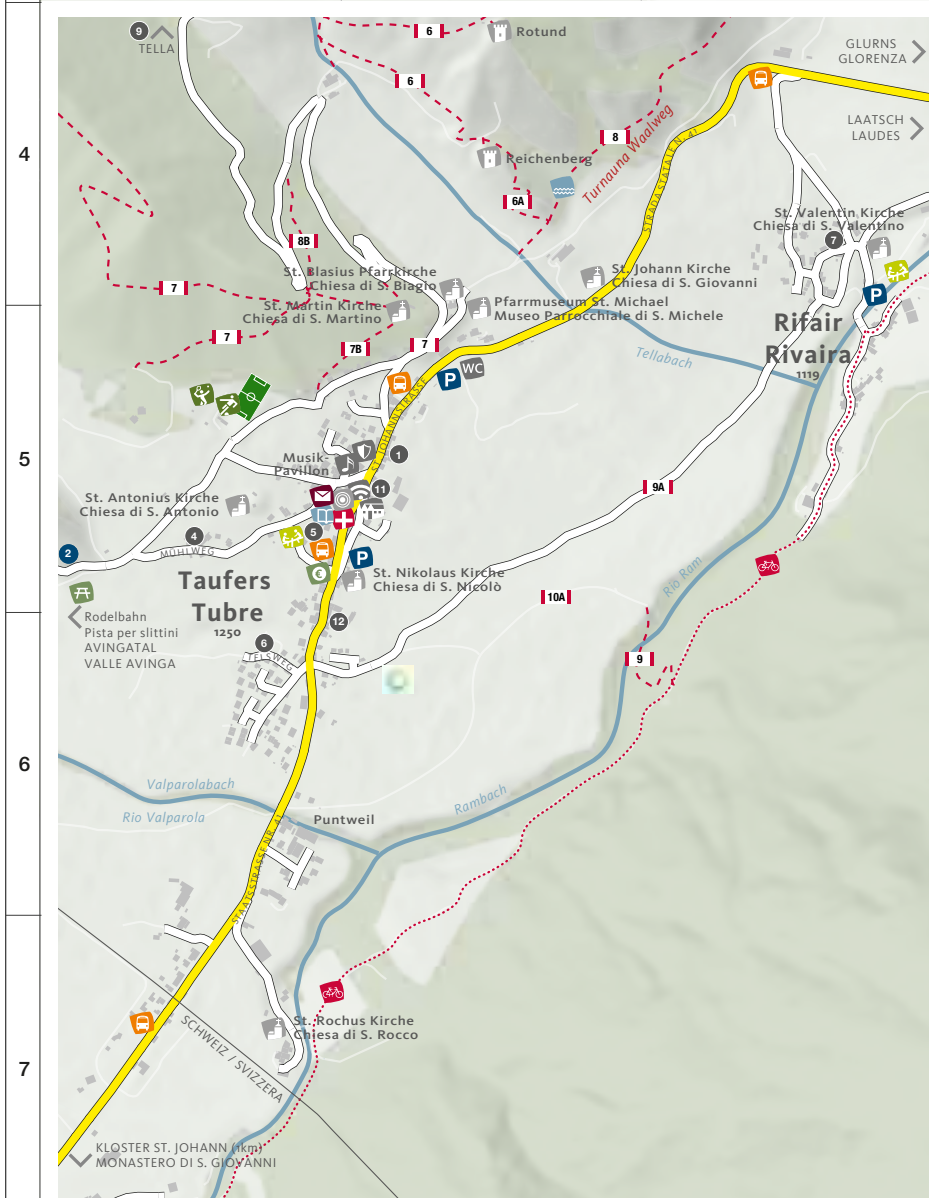 9
TELLA
6
Rotund
GLURNS
GLORENZA
6
LAATSCH
LAUDES
4
8
Turnauna Waalweg
STRADA STATALE N. 41
Reichenberg
6A
St. Valentin Kirche
Chiesa di S. Valentino
7
8B
St. Blasius Pfarrkirche
Chiesa di S. Biagio
St. Johann Kirche
Chiesa di S. Giovanni
7
P
St. Martin Kirche
Chiesa di S. Martino
Pfarrmuseum St. Michael
Museo Parrocchiale di S. Michele
Rifair
Rivaira
1119
7
7B
7
Tellabach
P
WC
ST. JOHANNSTRASSE
5
Musik-
Pavillon
1
St. Antonius Kirche
Chiesa di S. Antonio
11
9A
4
5
MÜHLWEG
2
P
€
St. Nikolaus Kirche
Chiesa di S. Nicolò
Taufers
Tubre
1250
Rio Ram
10A
Rodelbahn
Pista per slittini
AVINGATAL
VALLE AVINGA
12
6
TELSWEG
9
6
Valparolabach
Rio Valparola
Rambach
Puntweil
STAATSSTRASSE NR. 41
St. Rochus Kirche
Chiesa di S. Rocco
SCHWEIZ / SVIZZERA
7
KLOSTER ST. JOHANN (1km)
MONASTERO DI S. GIOVANNI